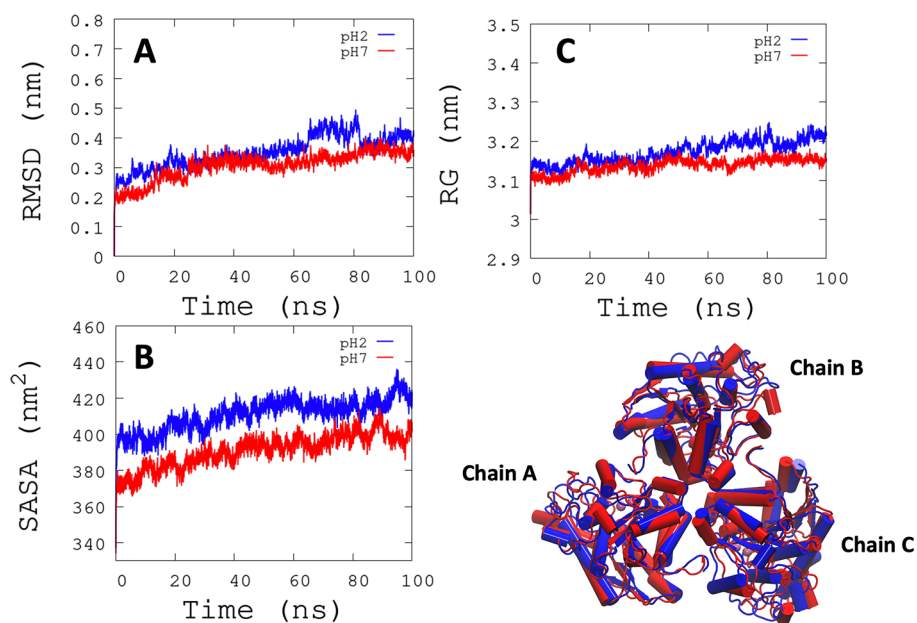 A
pH2
pH7
RMSD (nm)
0.8
0.7
0.6
0.5
0.4
0.3
0.2
0.1
0
0 20 40 60 80 100
Time (ns)
C
pH2
pH7
RG (nm)
3.5
3.4
3.3
3.2
3.1
3
2.9
0 20 40 60 80 100
Time (ns)
B
pH2
pH7
SASA (nm²)
460
440
420
400
380
360
340
0 20 40 60 80 100
Time (ns)
Chain B
Chain A
Chain C